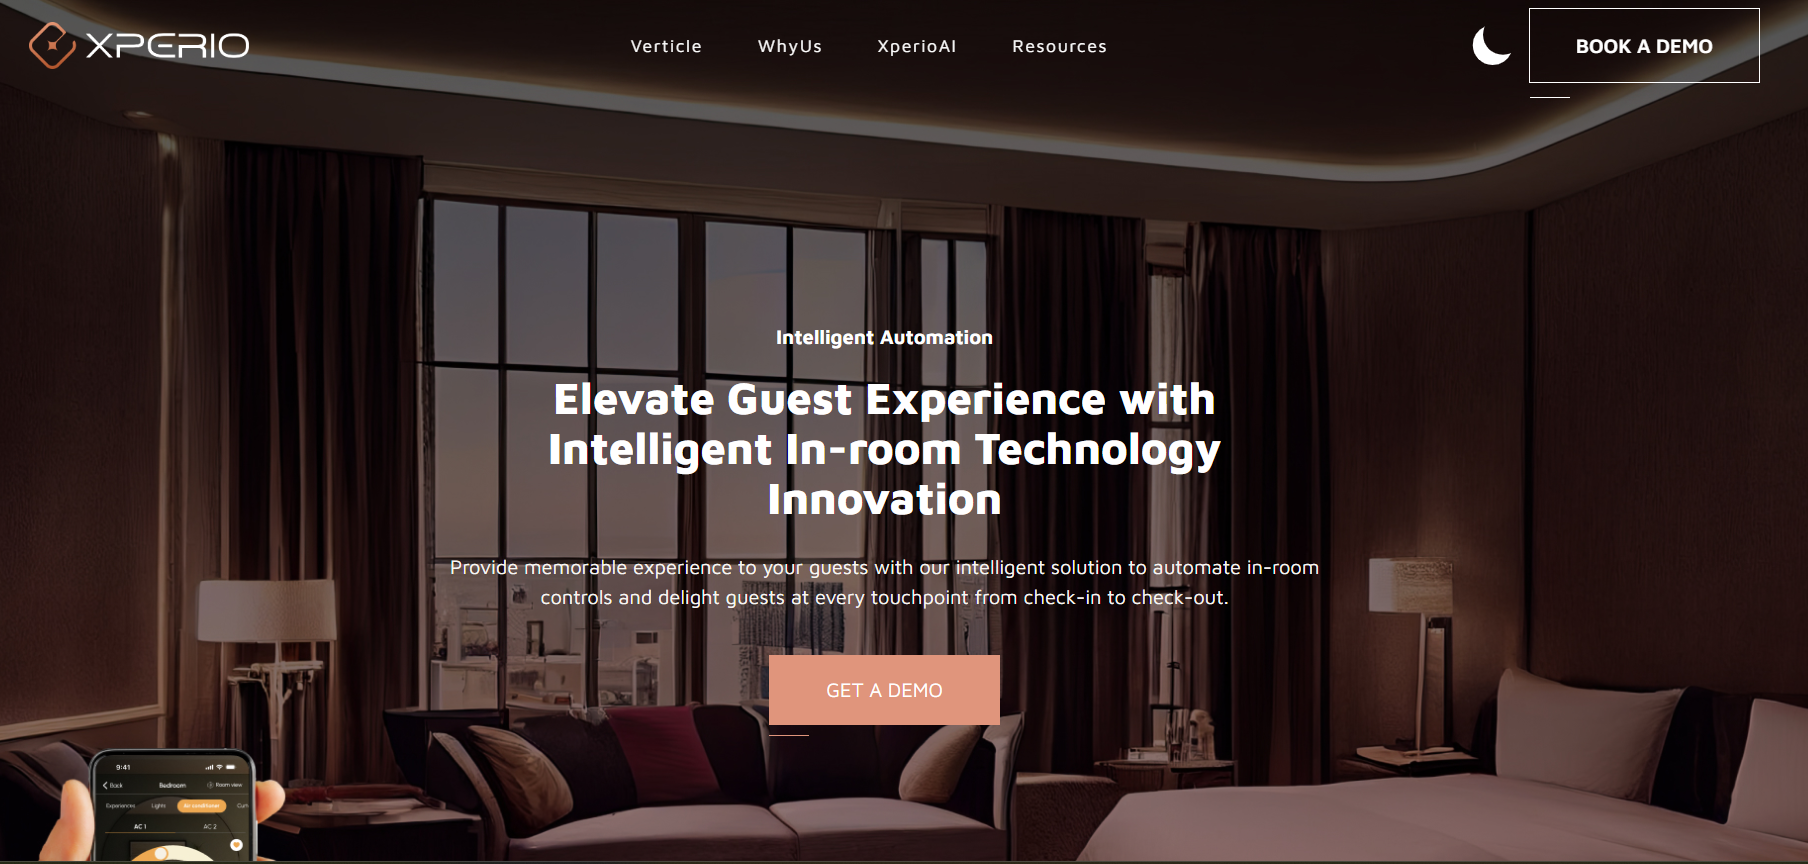 XPERIO
Verticle
WhyUs
XperioAI
Resources
BOOK A DEMO
Intelligent Automation
Elevate Guest Experience with
Intelligent In-room Technology
Innovation
Provide memorable experience to your guests with our intelligent solution to automate in-room
controls and delight guests at every touchpoint from check-in to check-out.
GET A DEMO
9:41
Back
Bedroom
Room view
Experiences
Lights
Air conditioner
AC 1
AC 2